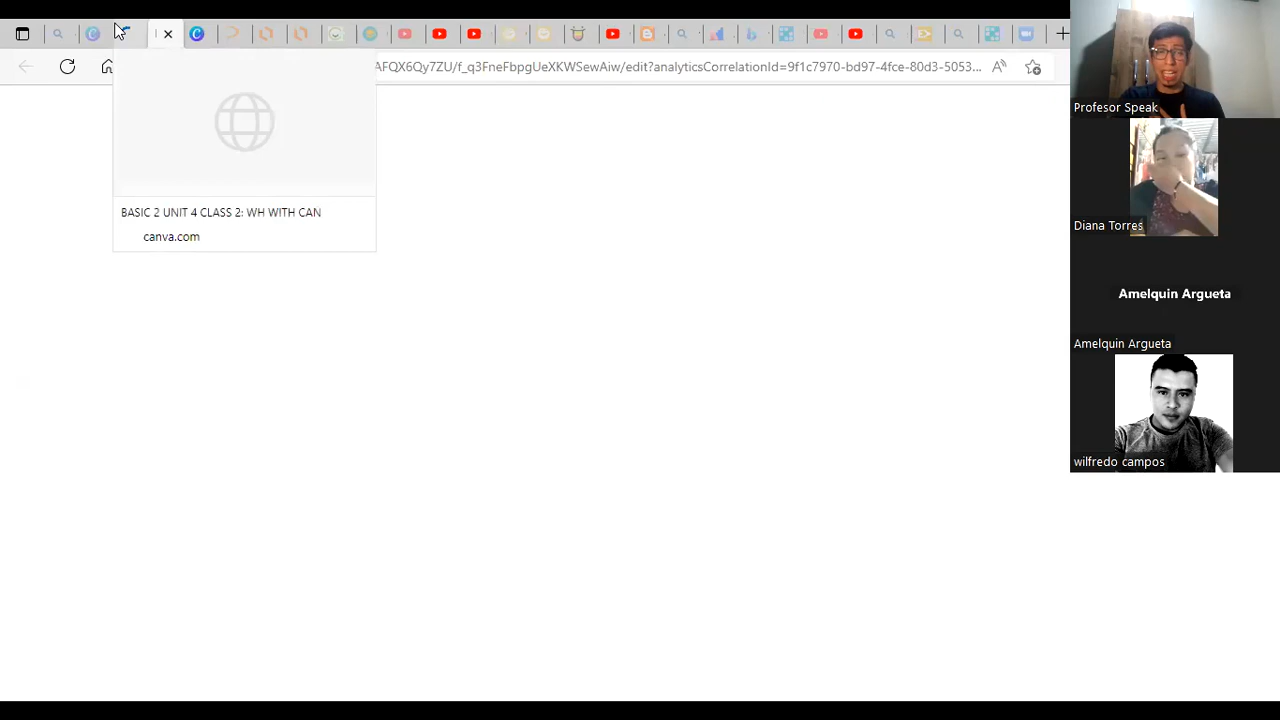 AFQX6Qy7ZU/f_q3FneFbpgUeXKWSewAiw/edit?analyticsCorrelationId=9f1c7970-bd97-4fce-80d3-5053...
BASIC 2 UNIT 4 CLASS 2: WH WITH CAN
canva.com
Profesor Speak
Diana Torres
Amelquin Argueta
Amelquin Argueta
wilfredo campos